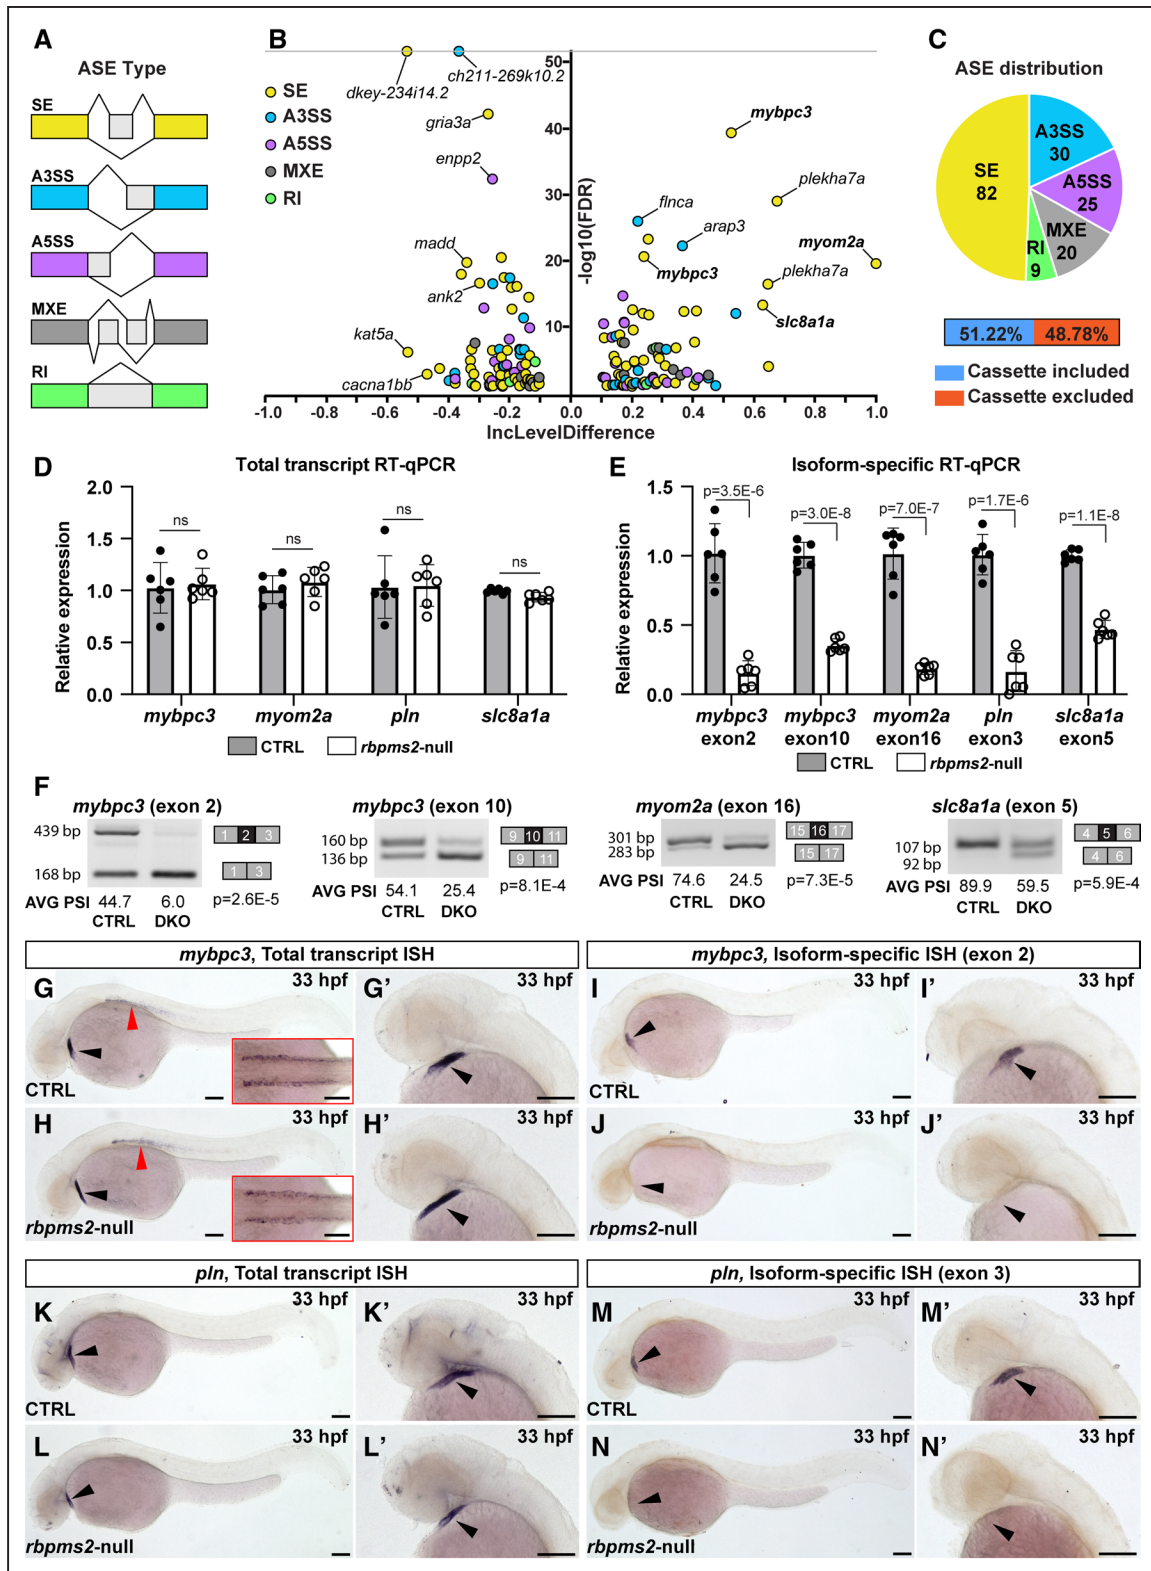 A
ASE Type
SE
A3SS
A5SS
MXE
RI
B
SE
A3SS
A5SS
MXE
RI
50
40
30
20
10
-log10(FDR)
dkey-234i14.2
ch211-269k10.2
gria3a
enpp2
madd
ank2
kat5a
cacna1bb
mybpc3
plekha7a
flnca
arap3
myom2a
mybpc3
plekha7a
slc8a1a
-1.0 -0.8 -0.6 -0.4 -0.2 0.0 0.2 0.4 0.6 0.8 1.0
IncLevelDifference
C
ASE distribution
SE
82
A3SS
30
A5SS
25
MXE
20
RI
9
51.22% 48.78%
Cassette included
Cassette excluded
D
Total transcript RT-qPCR
Relative expression
2.0
1.5
1.0
0.5
0.0
ns
ns
ns
ns
mybpc3 myom2a pln slc8a1a
CTRL rbpms2-null
E
Isoform-specific RT-qPCR
Relative expression
1.5
1.0
0.5
0.0
p=3.5E-6
p=3.0E-8
p=7.0E-7
p=1.7E-6
p=1.1E-8
mybpc3 mybpc3 myom2a pln slc8a1a
exon2 exon10 exon16 exon3 exon5
CTRL rbpms2-null
F
mybpc3 (exon 2)
439 bp
168 bp
1 2 3
1 3
AVG PSI 44.7 6.0 p=2.6E-5
CTRL DKO
mybpc3 (exon 10)
160 bp
136 bp
9 10 11
9 11
AVG PSI 54.1 25.4 p=8.1E-4
CTRL DKO
myom2a (exon 16)
301 bp
283 bp
15 16 17
15 17
AVG PSI 74.6 24.5 p=7.3E-5
CTRL DKO
slc8a1a (exon 5)
107 bp
92 bp
4 5 6
4 6
AVG PSI 89.9 59.5 p=5.9E-4
CTRL DKO
mybpc3, Total transcript ISH
G 33 hpf
CTRL
G' 33 hpf
H 33 hpf
rbpms2-null
H' 33 hpf
mybpc3, Isoform-specific ISH (exon 2)
I 33 hpf
CTRL
I' 33 hpf
J 33 hpf
rbpms2-null
J' 33 hpf
pln, Total transcript ISH
K 33 hpf
CTRL
K' 33 hpf
L 33 hpf
rbpms2-null
L' 33 hpf
pln, Isoform-specific ISH (exon 3)
M 33 hpf
CTRL
M' 33 hpf
N 33 hpf
rbpms2-null
N' 33 hpf